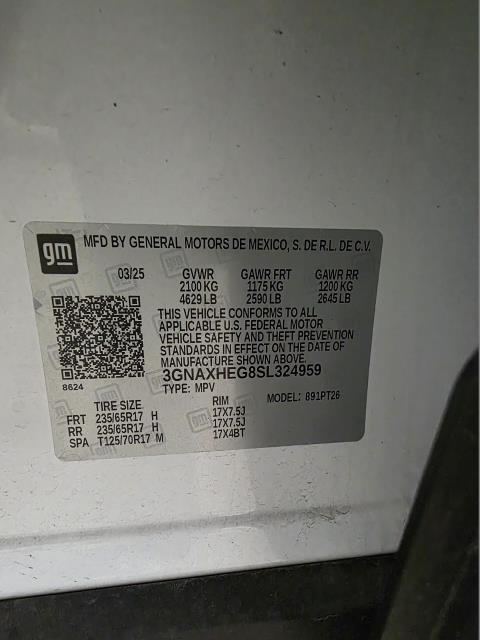 gm
MFD BY GENERAL MOTORS DE MEXICO, S. DE R.L. DE C.V.
03/25 GVWR GAWR FRT GAWR RR
2100 KG 1175 KG 1200 KG
4629 LB 2590 LB 2645 LB
THIS VEHICLE CONFORMS TO ALL
APPLICABLE U.S. FEDERAL MOTOR
VEHICLE SAFETY AND THEFT PREVENTION
STANDARDS IN EFFECT ON THE DATE OF
MANUFACTURE SHOWN ABOVE.
8624 3GNAXHEG8SL324959
TYPE: MPV MODEL: 891PT26
TIRE SIZE RIM
FRT 235/65R17 H 17X7.5J
RR 235/65R17 H 17X7.5J
SPA T125/70R17 M 17X4BT